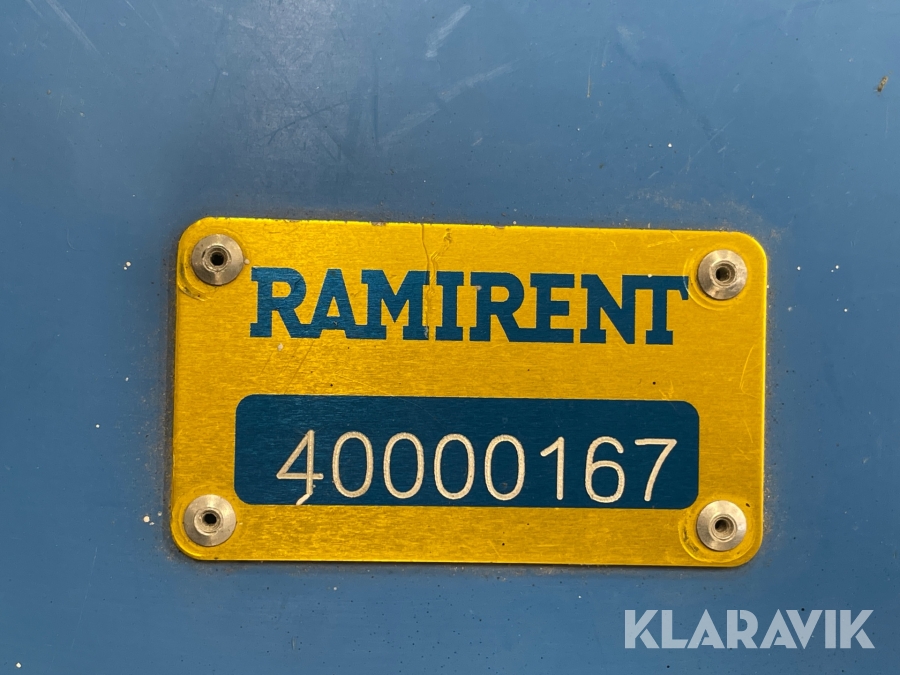 RAMIRENT
40000167
KLARAVIK